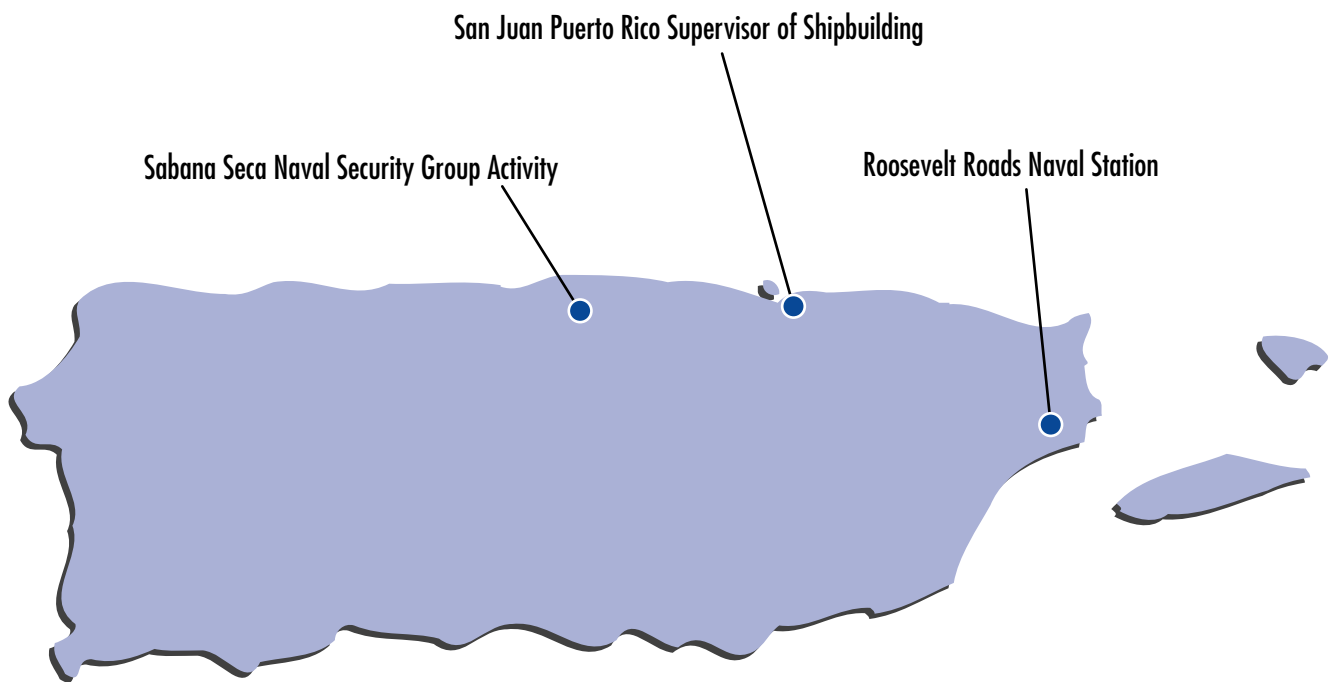 San Juan Puerto Rico Supervisor of Shipbuilding
Sabana Seca Naval Security Group Activity
Roosevelt Roads Naval Station